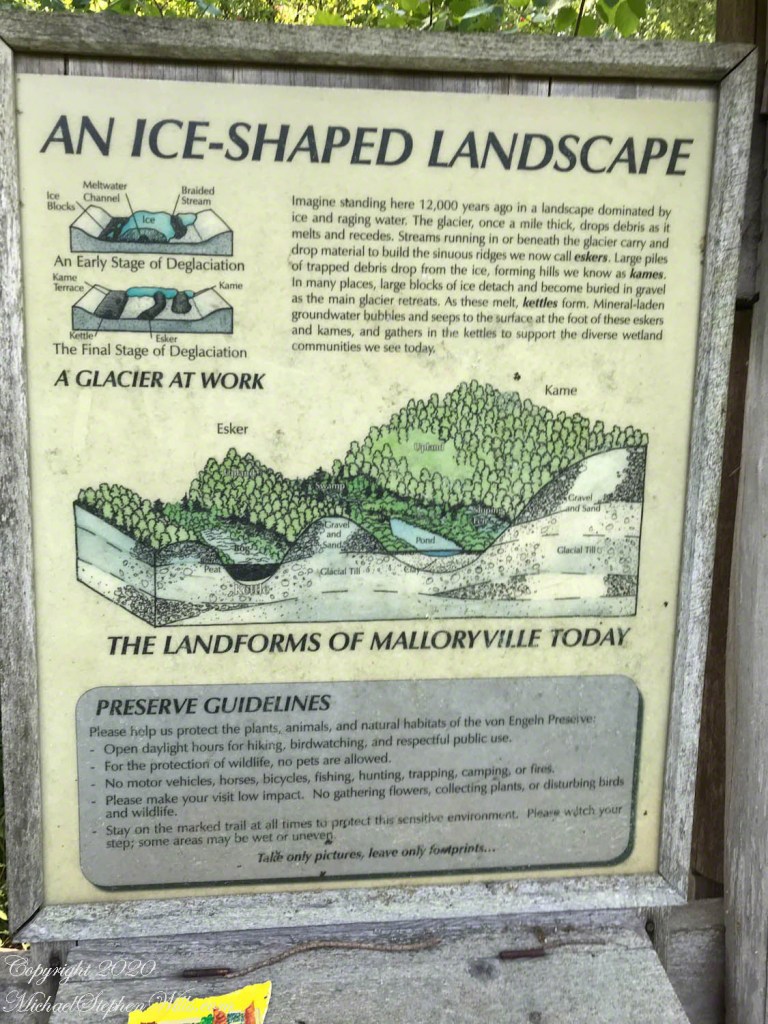 AN ICE-SHAPED LANDSCAPE
Ice
Blocks
Meltwater
Channel
Braided
Stream
Ice
An Early Stage of Deglaciation
Kame
Terrace
Kame
Kettle
Esker
The Final Stage of Deglaciation
A GLACIER AT WORK
Imagine standing here 12,000 years ago in a landscape dominated by
ice and raging water. The glacier, once a mile thick, drops debris as it
melts and recedes. Streams running in or beneath the glacier carry and
drop material to build the sinuous ridges we now call eskers. Large piles
of trapped debris drop from the ice, forming hills we know as kames.
In many places, large blocks of ice detach and become buried in gravel
as the main glacier retreats. As these melt, kettles form. Mineral-laden
groundwater bubbles and seeps to the surface at the foot of these eskers
and kames, and gathers in the kettles to support the diverse wetland
communities we see today.
Esker
Kame
Upland
Swamp
Bog
Peat
Kettle
Gravel
and
Sand
Glacial Till
Pond
Clay
Gravel
and Sand
Glacial Till
THE LANDFORMS OF MALLORYVILLE TODAY
PRESERVE GUIDELINES
Please help us protect the plants, animals, and natural habitats of the von Engeln Preserve:
- Open daylight hours for hiking, birdwatching, and respectful public use.
- For the protection of wildlife, no pets are allowed.
- No motor vehicles, horses, bicycles, fishing, hunting, trapping, camping, or fires.
- Please make your visit low impact. No gathering flowers, collecting plants, or disturbing birds
and wildlife.
- Stay on the marked trail at all times to protect this sensitive environment. Please watch your
step; some areas may be wet or uneven.
Take only pictures, leave only footprints...
Copyright 2020